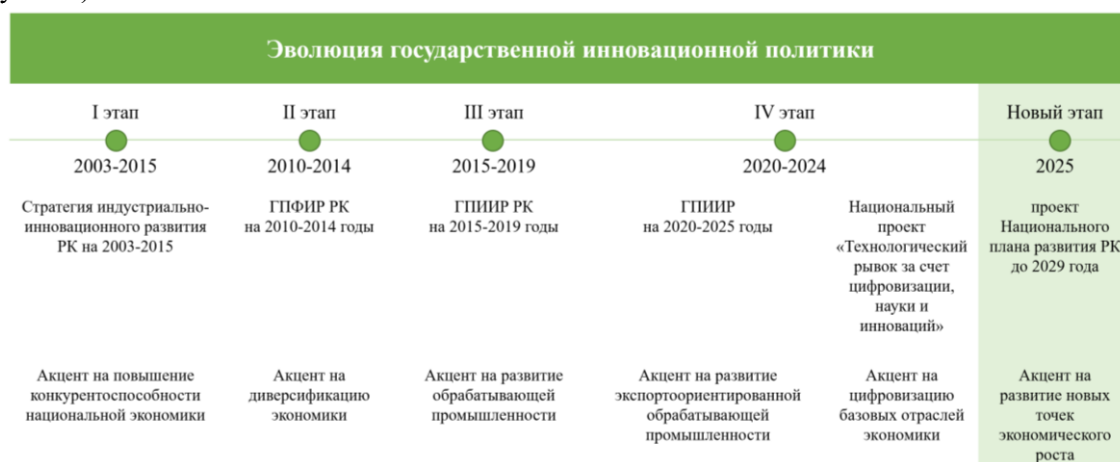 Эволюция государственной инновационной политики
I этап
2003-2015
Стратегия индустриально-
инновационного развития
РК на 2003-2015
Акцент на повышение
конкурентоспособности
национальной экономики
II этап
2010-2014
ГПФИР РК
на 2010-2014 годы
Акцент на
диверсификацию
экономики
III этап
2015-2019
ГПИИР РК
на 2015-2019 годы
Акцент на развитие
обрабатывающей
промышленности
IV этап
2020-2024
ГПИИР
на 2020-2025 годы
Акцент на развитие
экспортоориентированной
обрабатывающей
промышленности
Национальный
проект
«Технологический
рывок за счет
цифровизации,
науки и
инноваций»
Акцент на
цифровизацию
базовых отраслей
экономики
Новый этап
2025
проект
Национального
плана развития РК
до 2029 года
Акцент на
развитие новых
точек
экономического
роста